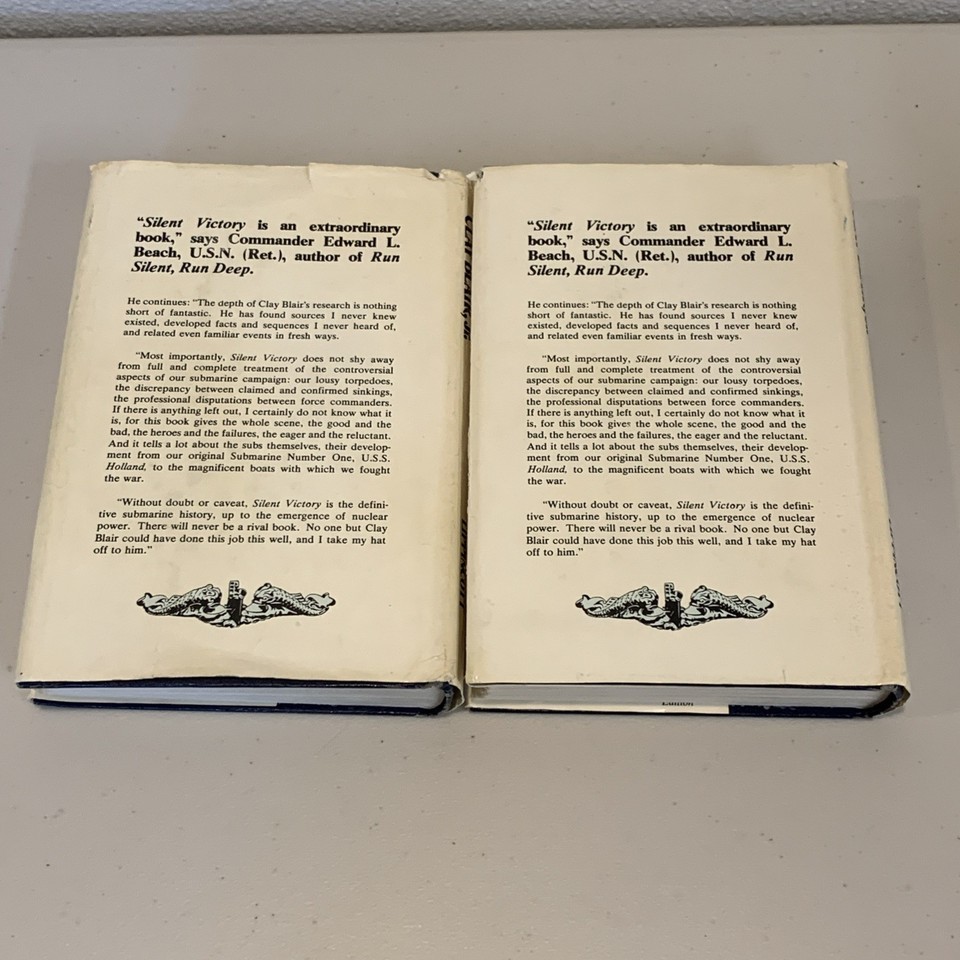 “Silent Victory is an extraordinary
book,” says Commander Edward L.
Beach, U.S.N. (Ret.), author of Run
Silent, Run Deep.
He continues: “The depth of Clay Blair’s research is nothing
short of fantastic. He has found sources I never knew
existed, developed facts and sequences I never heard of,
and related even familiar events in fresh ways.
“Most importantly, Silent Victory does not shy away
from full and complete treatment of the controversial
aspects of our submarine campaign: our lousy torpedoes,
the discrepancy between claimed and confirmed sinkings,
the professional disputations between force commanders.
If there is anything left out, I certainly do not know what it
is, for this book gives the whole scene, the good and the
bad, the heroes and the failures, the eager and the reluctant.
And it tells a lot about the subs themselves, their develop-
ment from our original Submarine Number One, U.S.S.
Holland, to the magnificent boats with which we fought
the war.
“Without doubt or caveat, Silent Victory is the defini-
tive submarine history, up to the emergence of nuclear
power. There will never be a rival book. No one but Clay
Blair could have done this job this well, and I take my hat
off to him.”
CLAY BLAIR, JR.
“Silent Victory is an extraordinary
book,” says Commander Edward L.
Beach, U.S.N. (Ret.), author of Run
Silent, Run Deep.
He continues: “The depth of Clay Blair’s research is nothing
short of fantastic. He has found sources I never knew
existed, developed facts and sequences I never heard of,
and related even familiar events in fresh ways.
“Most importantly, Silent Victory does not shy away
from full and complete treatment of the controversial
aspects of our submarine campaign: our lousy torpedoes,
the discrepancy between claimed and confirmed sinkings,
the professional disputations between force commanders.
If there is anything left out, I certainly do not know what it
is, for this book gives the whole scene, the good and the
bad, the heroes and the failures, the eager and the reluctant.
And it tells a lot about the subs themselves, their develop-
ment from our original Submarine Number One, U.S.S.
Holland, to the magnificent boats with which we fought
the war.
“Without doubt or caveat, Silent Victory is the defini-
tive submarine history, up to the emergence of nuclear
power. There will never be a rival book. No one but Clay
Blair could have done this job this well, and I take my hat
off to him.”